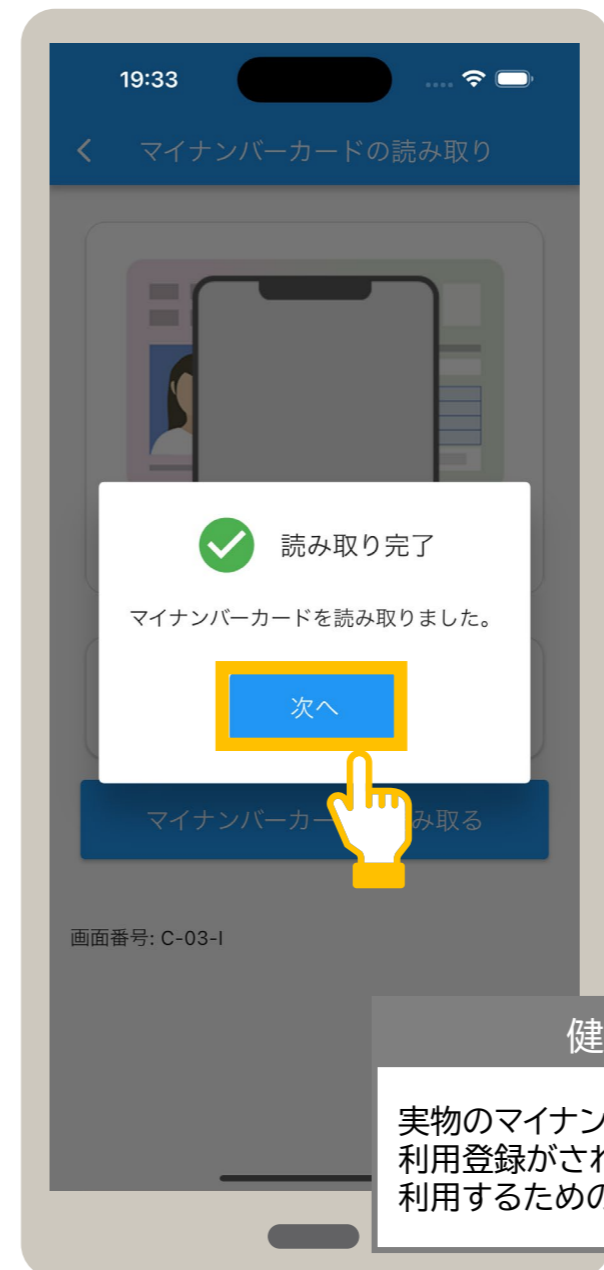 19:33
マイナンバーカードの読み取り
読み取り完了
マイナンバーカードを読み取りました。
次へ
マイナンバーカー み取る
画面番号: C-03-I
健
実物のマイナン
利用登録がさ
利用するための